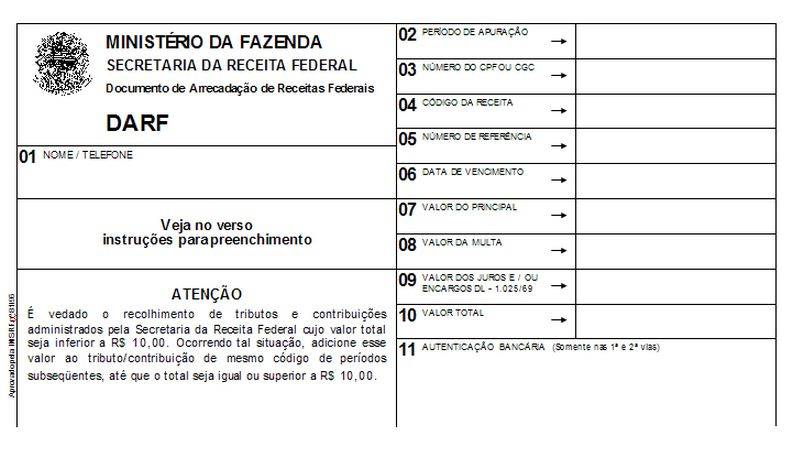 MINISTÉRIO DA FAZENDA
SECRETARIA DA RECEITA FEDERAL
Documento de Arrecadação de Receitas Federais
DARF
01 NOME / TELEFONE
Veja no verso
instruções para preenchimento
ATENÇÃO
É vedado o recolhimento de tributos e contribuições
administrados pela Secretaria da Receita Federal cujo valor total
seja inferior a R$ 10,00. Ocorrendo tal situação, adicione esse
valor ao tributo/contribuição de mesmo código de períodos
subseqüentes, até que o total seja igual ou superior a R$ 10,00.
Aprovado pela
02 PERÍODO DE APURAÇÃO
03 NÚMERO DO CPF OU CGC
04 CÓDIGO DA RECEITA
05 NÚMERO DE REFERÊNCIA
06 DATA DE VENCIMENTO
07 VALOR DO PRINCIPAL
08 VALOR DA MULTA
09 VALOR DOS JUROS E / OU
ENCARGOS DL - 1.025/69
10 VALOR TOTAL
11 AUTENTICAÇÃO BANCÁRIA (Somente nas 1ª e 2ª vias)